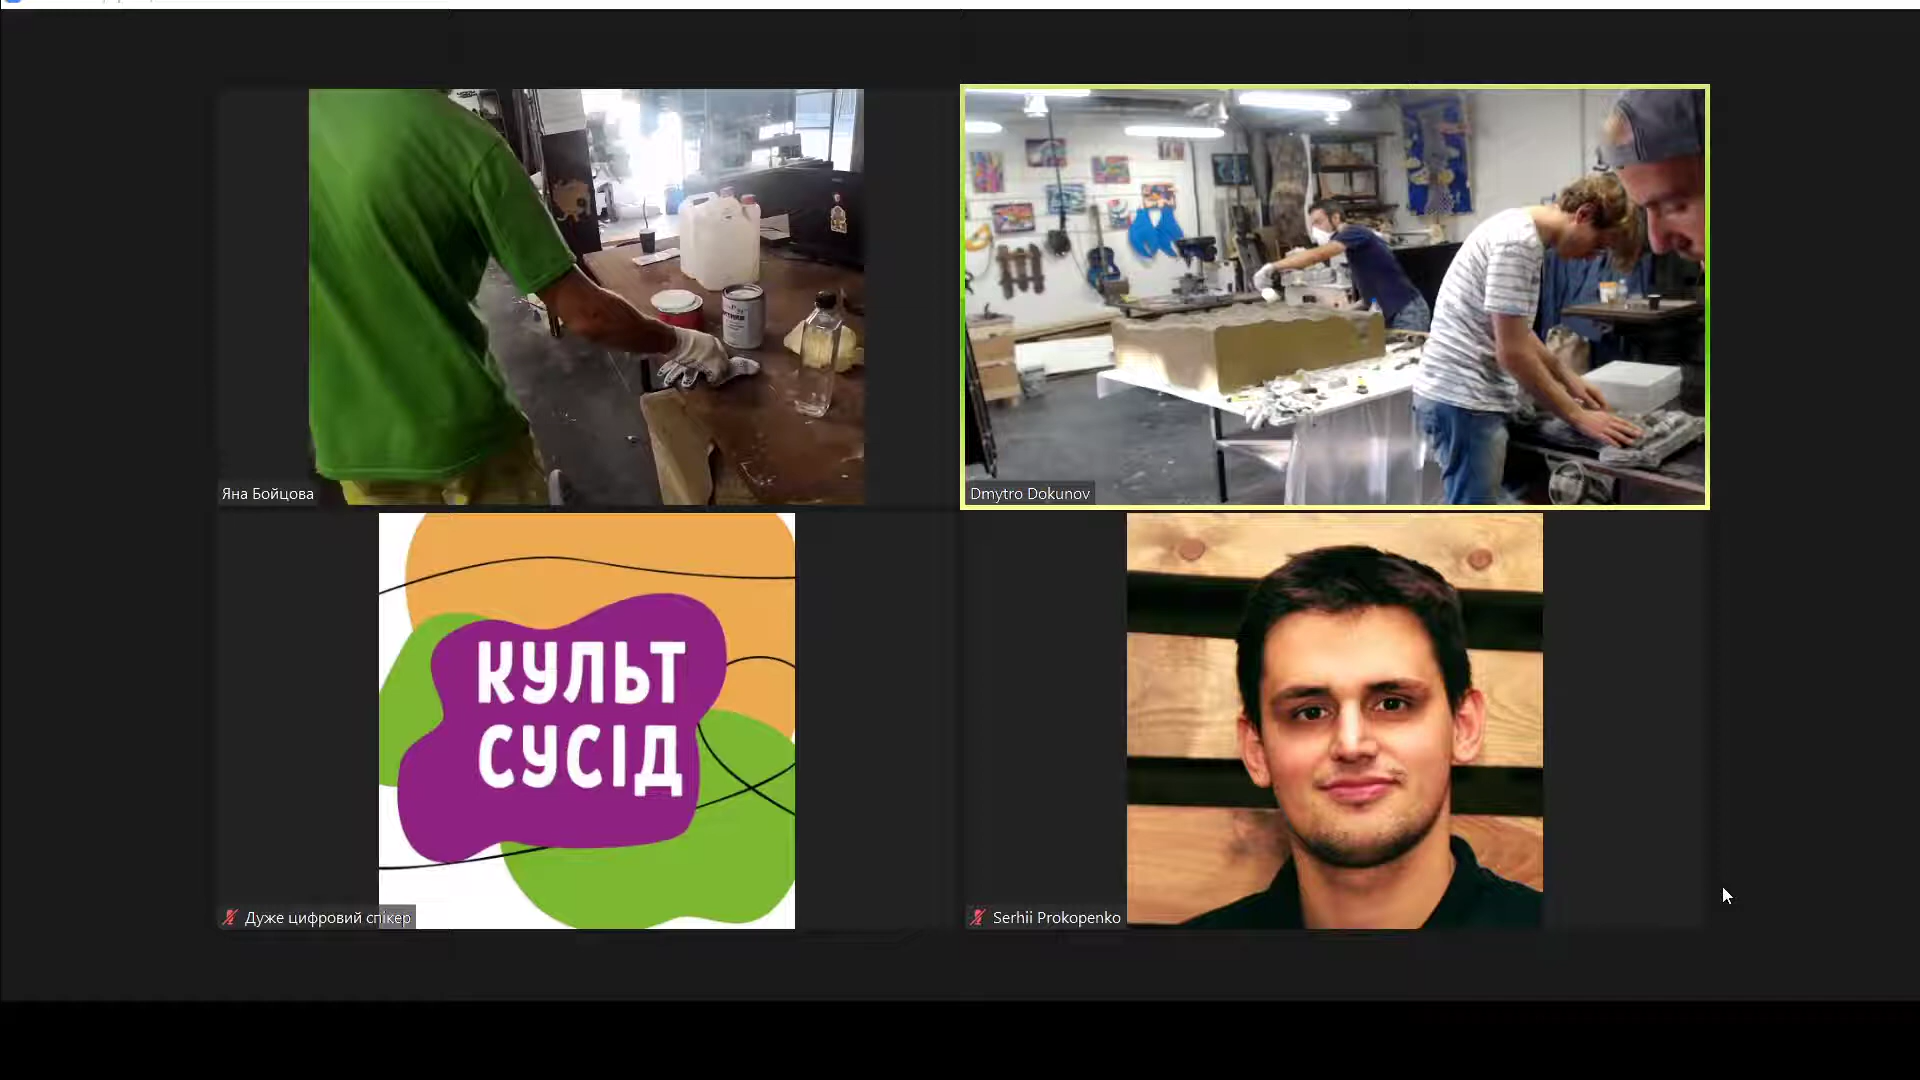 Яна Бойцова
Dmytro Dokunov
КУЛЬТ
СУСІД
Дуже цифровий спікер
Serhii Prokopenko